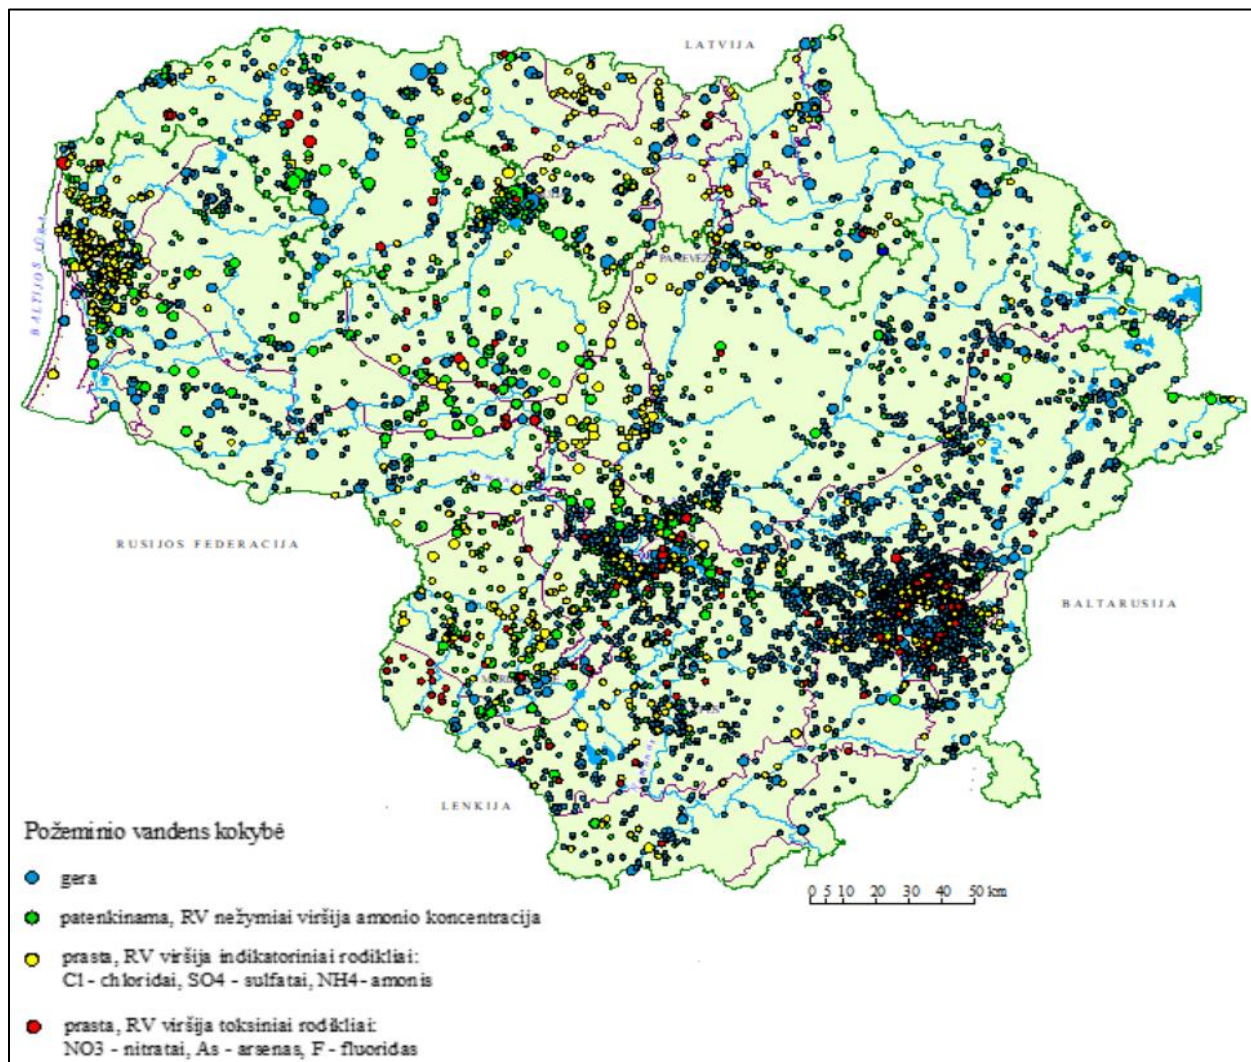 LATVIJA
BALTIJOS JŪRA
RUSIJOS FEDERACIJA
BALTARUSIJA
LENKIJA
Požeminio vandens kokybė
gera
patenkinama, RV nežymiai viršija amonio koncentracija
prasta, RV viršija indikatoriniai rodikliai:
Cl - chloridai, SO4 - sulfatai, NH4- amonis
prasta, RV viršija toksiniai rodikliai:
NO3 - nitratai, As - arsenas, F - fluoridas
0 5 10 20 30 40 50 km